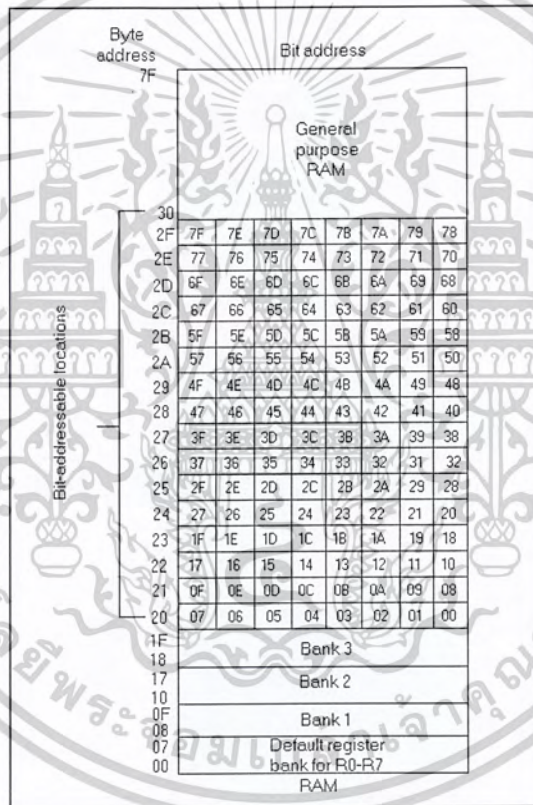 Byte address
Bit address
7F
General purpose RAM
30
2F 7F 7E 7D 7C 7B 7A 79 78
2E 77 76 75 74 73 72 71 70
2D 6F 6E 6D 6C 6B 6A 69 68
2C 67 66 65 64 63 62 61 60
2B 5F 5E 5D 5C 5B 5A 59 58
2A 57 56 55 54 53 52 51 50
29 4F 4E 4D 4C 4B 4A 49 48
28 47 46 45 44 43 42 41 40
27 3F 3E 3D 3C 3B 3A 39 38
26 37 36 35 34 33 32 31 32
25 2F 2E 2D 2C 2B 2A 29 28
24 27 26 25 24 23 22 21 20
23 1F 1E 1D 1C 1B 1A 19 18
22 17 16 15 14 13 12 11 10
21 0F 0E 0D 0C 0B 0A 09 08
20 07 06 05 04 03 02 01 00
Bit-addressable locations
1F
Bank 3
18
17
Bank 2
10
0F
Bank 1
08
07 Default register
00 bank for R0-R7
RAM